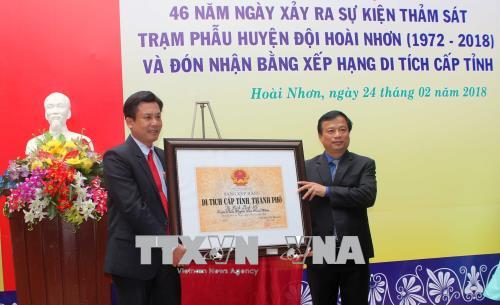 46 NĂM NGÀY XẢY RA SỰ KIỆN THẢM SÁT
TRẠM PHẪU HUYỆN ĐỘI HOÀI NHƠN (1972 - 2018)
VÀ ĐÓN NHẬN BẰNG XẾP HẠNG DI TÍCH CẤP TỈNH
Hoài Nhơn, ngày 24 tháng 02 năm 2018
BẰNG XẾP HẠNG
DI TÍCH CẤP TỈNH, THÀNH PHỐ
TTXVN - VNA
Vietnam News Agency